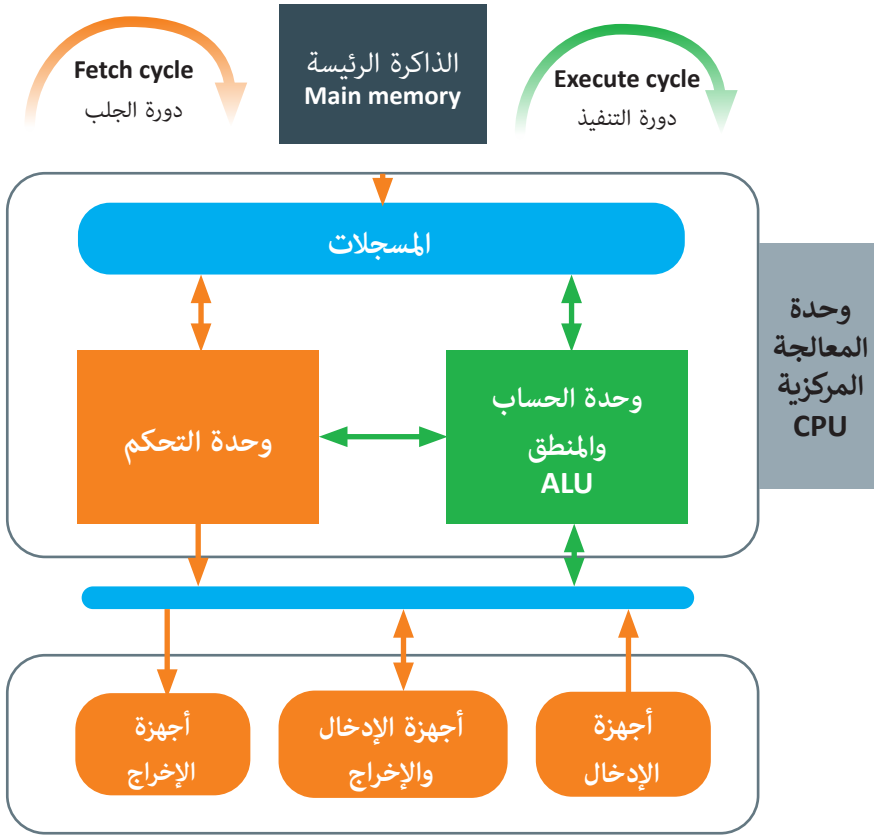 Fetch cycle
دورة الجلب
الذاكرة الرئيسة
Main memory
Execute cycle
دورة التنفيذ
المسجلات
وحدة التحكم
وحدة الحساب
والمنطق
ALU
وحدة
المعالجة
المركزية
CPU
أجهزة
الإخراج
أجهزة الإدخال
والإخراج
أجهزة
الإدخال